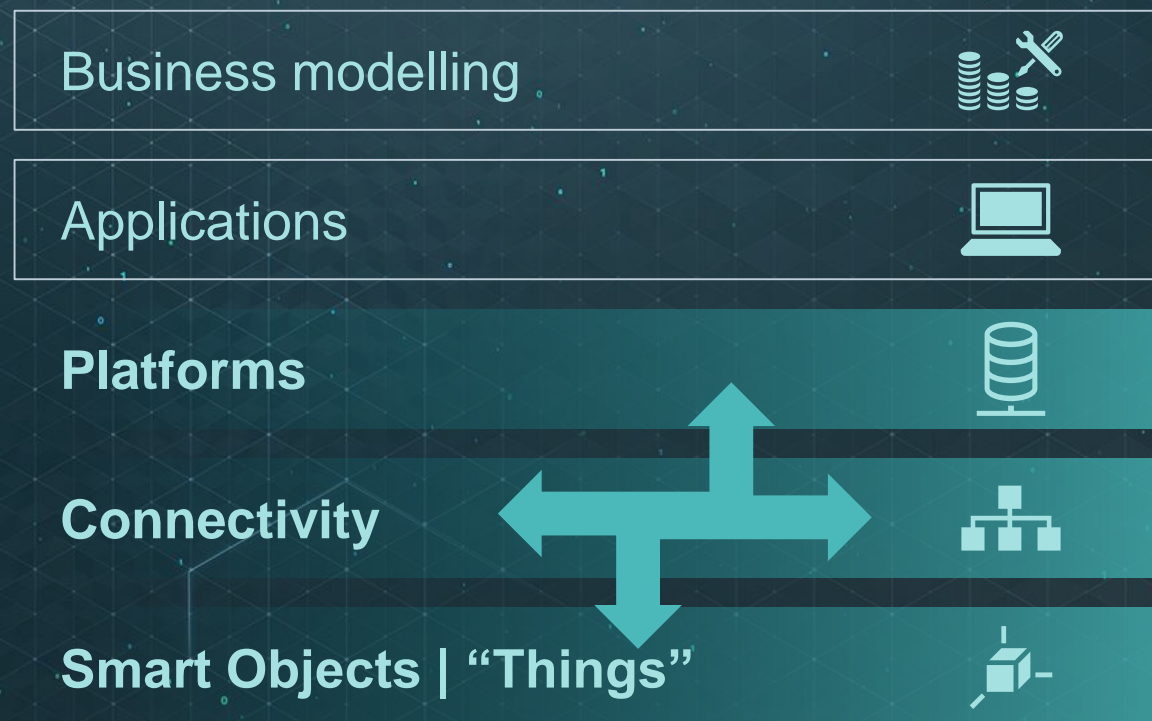 Business modelling
Applications
Platforms
Connectivity
Smart Objects | “Things”